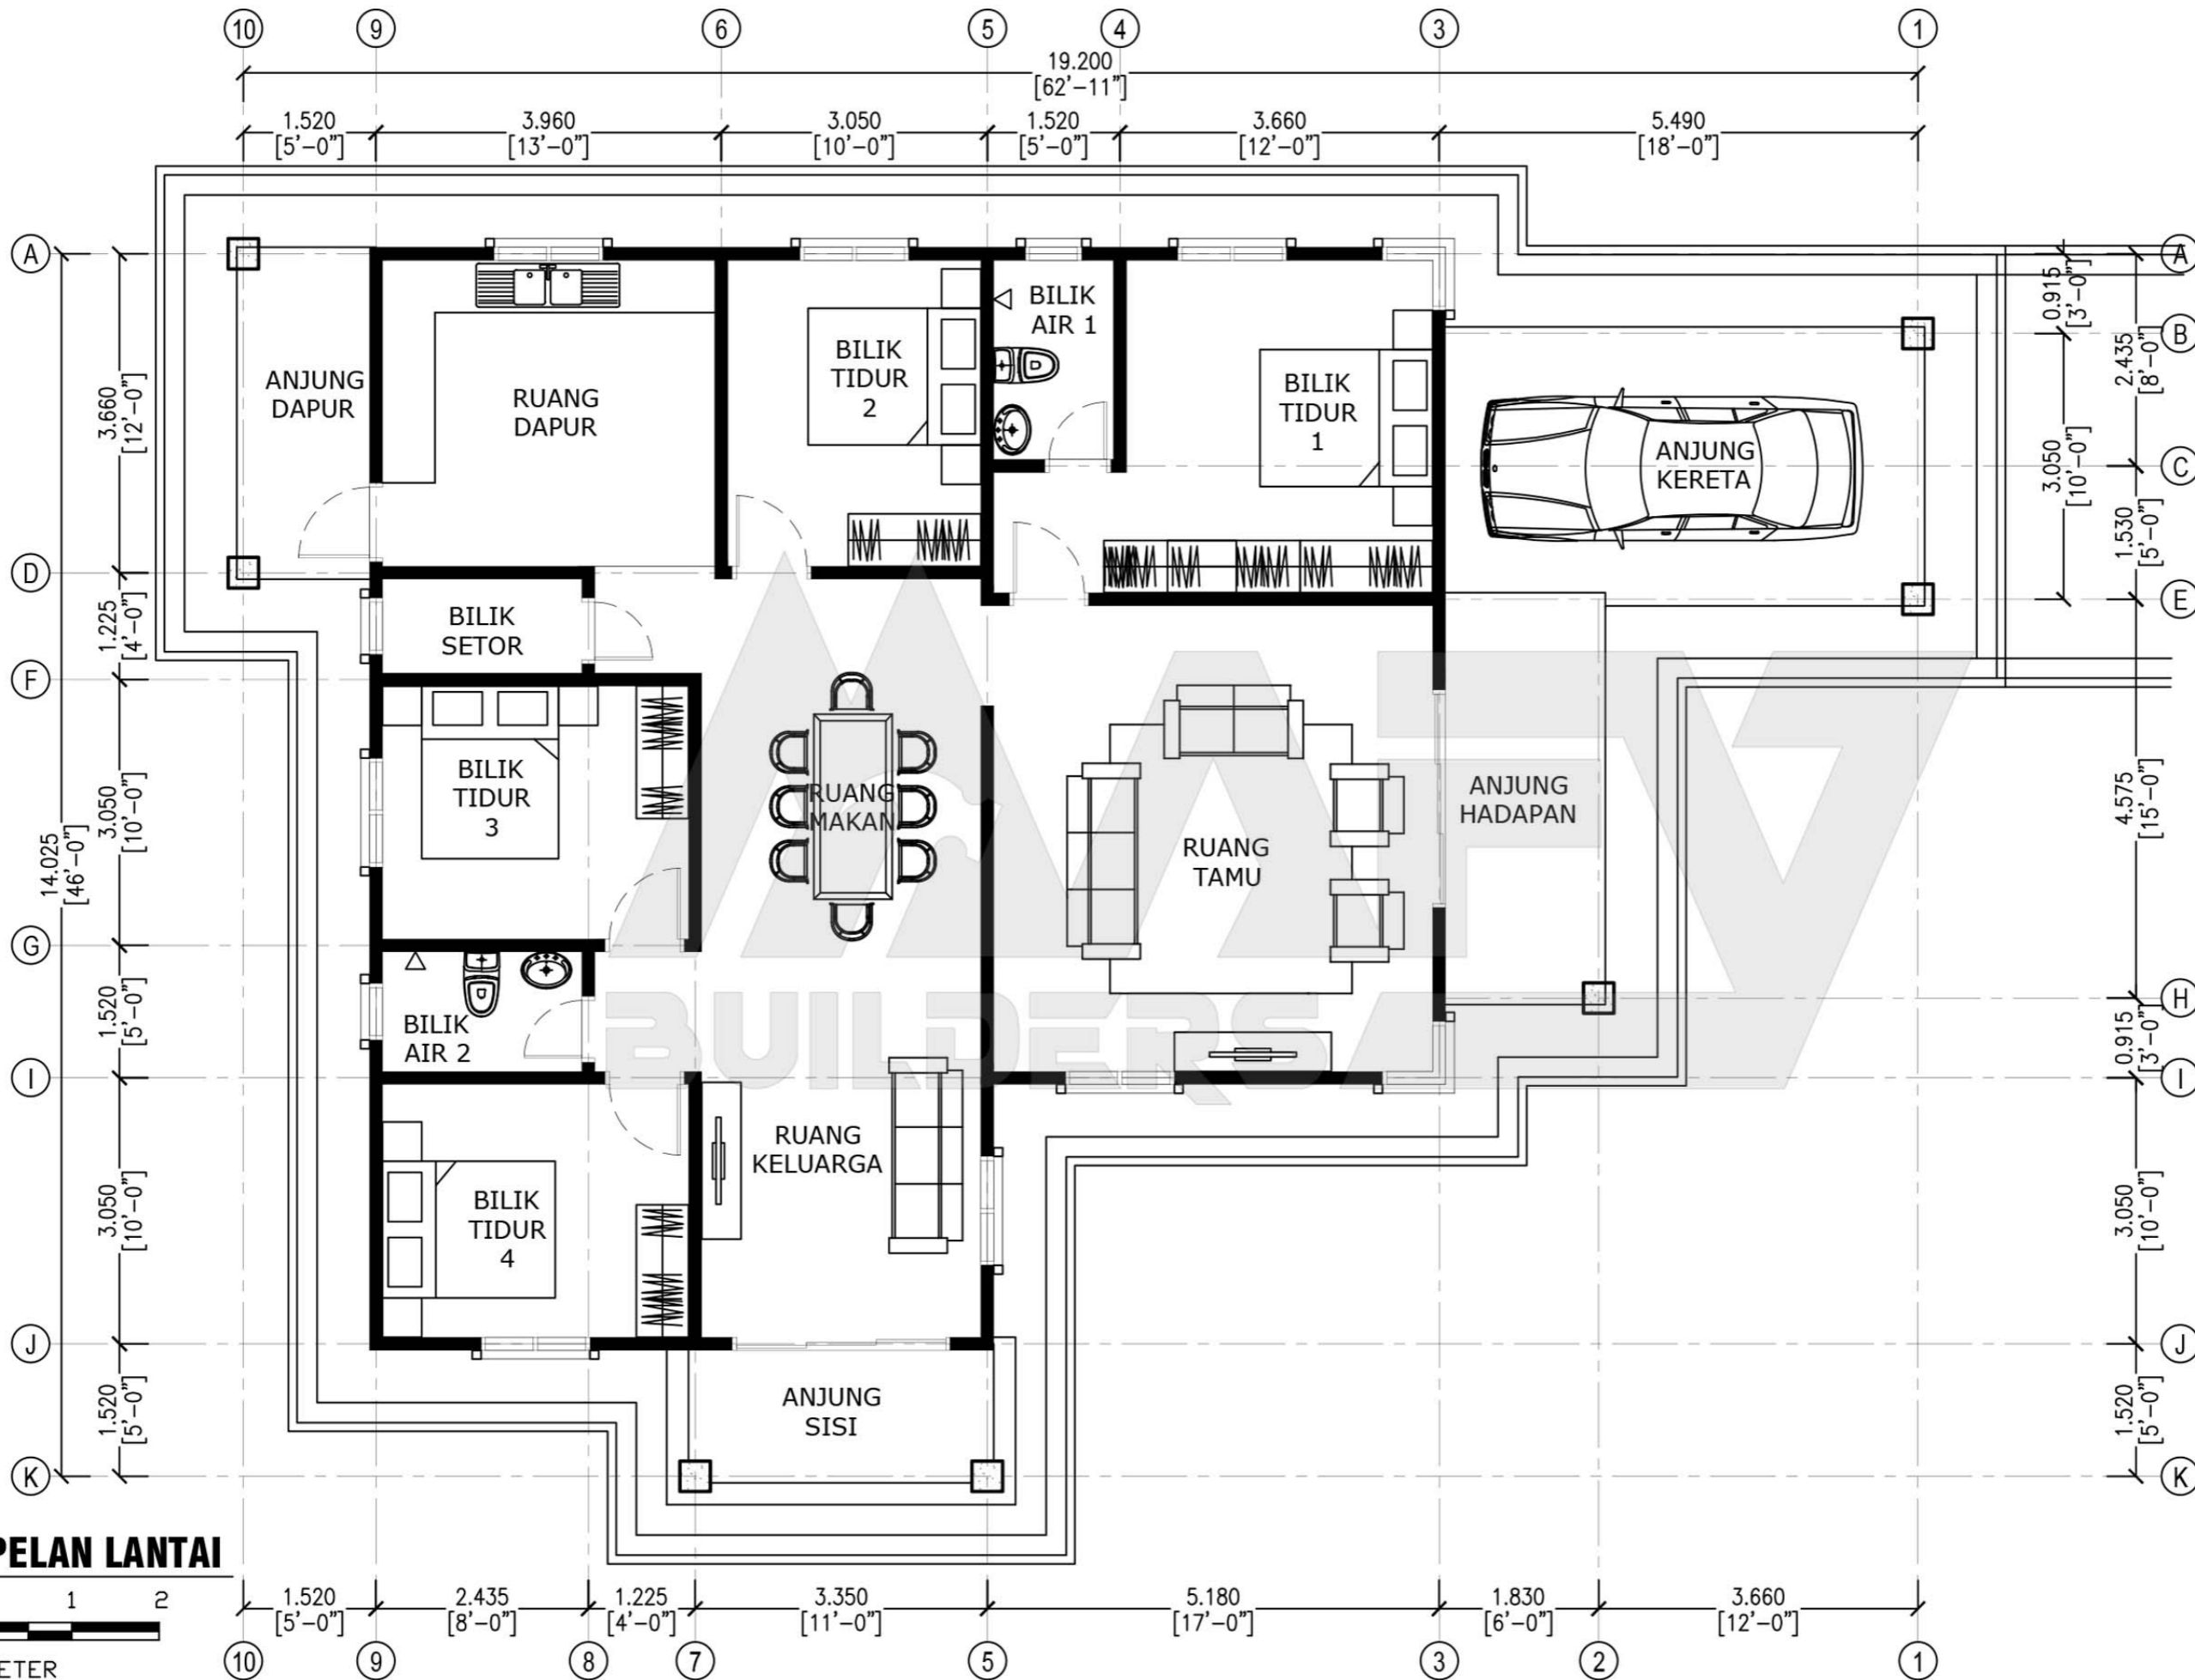 10 9 6 5 4 3 1
19.200
[62'-11"]
1.520 3.960 3.050 1.520 3.660 5.490
[5'-0"] [13'-0"] [10'-0"] [5'-0"] [12'-0"] [18'-0"]
A
D
F
G
I
J
K
14.025
[46'-0"]
3.660
[12'-0"]
1.225
[4'-0"]
3.050
[10'-0"]
1.520
[5'-0"]
3.050
[10'-0"]
1.520
[5'-0"]
ANJUNG
DAPUR
RUANG
DAPUR
BILIK
TIDUR
2
BILIK
AIR 1
BILIK
TIDUR
1
ANJUNG
KERETA
BILIK
SETOR
BILIK
TIDUR
3
RUANG
MAKAN
RUANG
TAMU
ANJUNG
HADAPAN
BILIK
AIR 2
BILIK
TIDUR
4
RUANG
KELUARGA
ANJUNG
SISI
BUILDERS
A
B
C
E
H
I
J
K
0.915
[3'-0"]
3.050
[10'-0"]
2.435
[8'-0"]
1.530
[5'-0"]
4.575
[15'-0"]
0.915
[3'-0"]
3.050
[10'-0"]
1.520
[5'-0"]
PELAN LANTAI
1 2
ETER
1.520 2.435 1.225 3.350 5.180 1.830 3.660
[5'-0"] [8'-0"] [4'-0"] [11'-0"] [17'-0"] [6'-0"] [12'-0"]
10 9 8 7 5 3 2 1